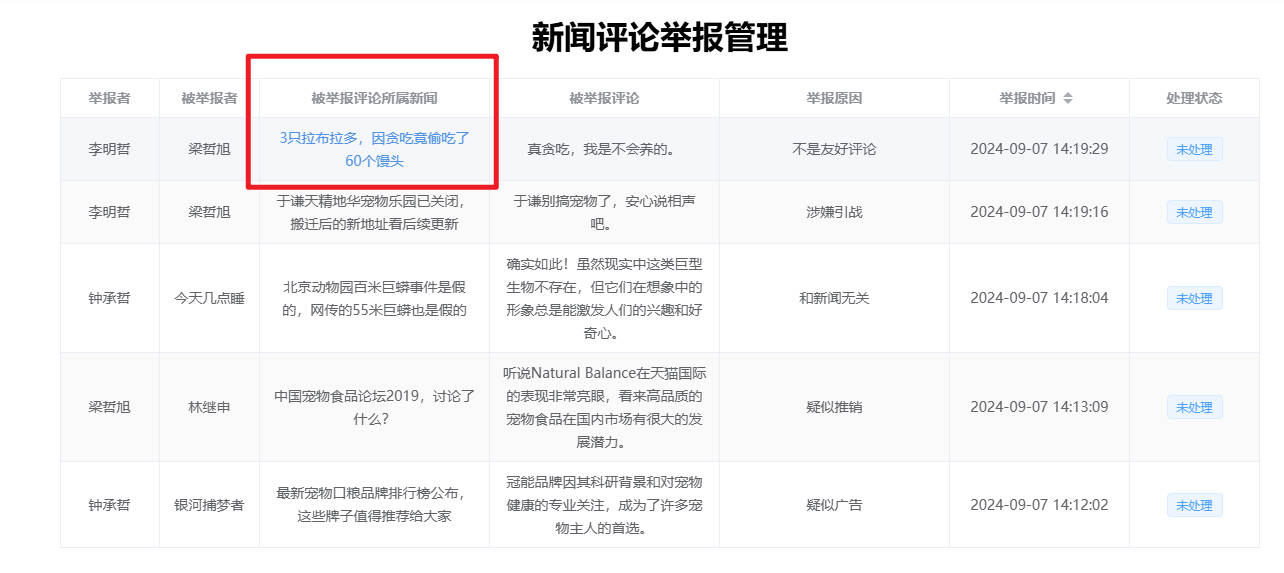 新闻评论举报管理
举报者 被举报者 被举报评论所属新闻 被举报评论 举报原因 举报时间 处理状态
李明哲 梁哲旭 3只拉布拉多，因贪吃竟偷吃了 真贪吃，我是不会养的。 不是友好评论 2024-09-07 14:19:29 未处理
60个馒头
李明哲 梁哲旭 于谦天精地华宠物乐园已关闭， 于谦别搞宠物了，安心说相声 涉嫌引战 2024-09-07 14:19:16 未处理
搬迁后的新地址看后续更新 吧。
钟承哲 今天几点睡 北京动物园百米巨蟒事件是假 确实如此！虽然现实中这类巨型 和新闻无关 2024-09-07 14:18:04 未处理
的，网传的55米巨蟒也是假的 生物不存在，但它们在想象中的
形象总是能激发人们的兴趣和好
奇心。
梁哲旭 林继申 中国宠物食品论坛2019，讨论了 听说Natural Balance在天猫国际 疑似推销 2024-09-07 14:13:09 未处理
什么？ 的表现非常亮眼，看来高品质的
宠物食品在国内市场有很大的发
展潜力。
钟承哲 银河捕梦者 最新宠物口粮品牌排行榜公布， 冠能品牌因其科研背景和对宠物 疑似广告 2024-09-07 14:12:02 未处理
这些牌子值得推荐给大家 健康的专业关注，成为了许多宠
物主人的首选。